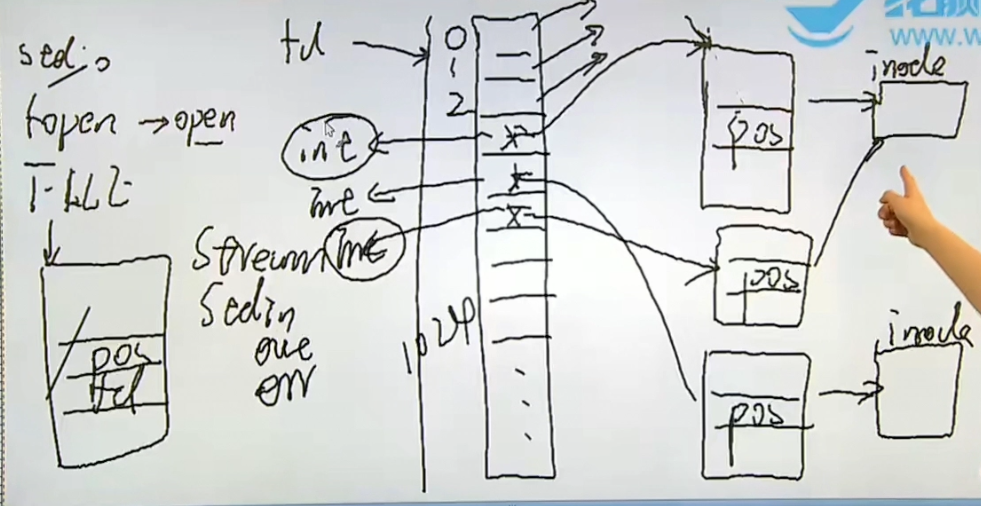 stdio
fopen → open
FILE
pos
fd
Stream
Stdin
out
err
fd
0
1
2
int
int
int
1024
pos
pos
pos
inode
inode
www.w